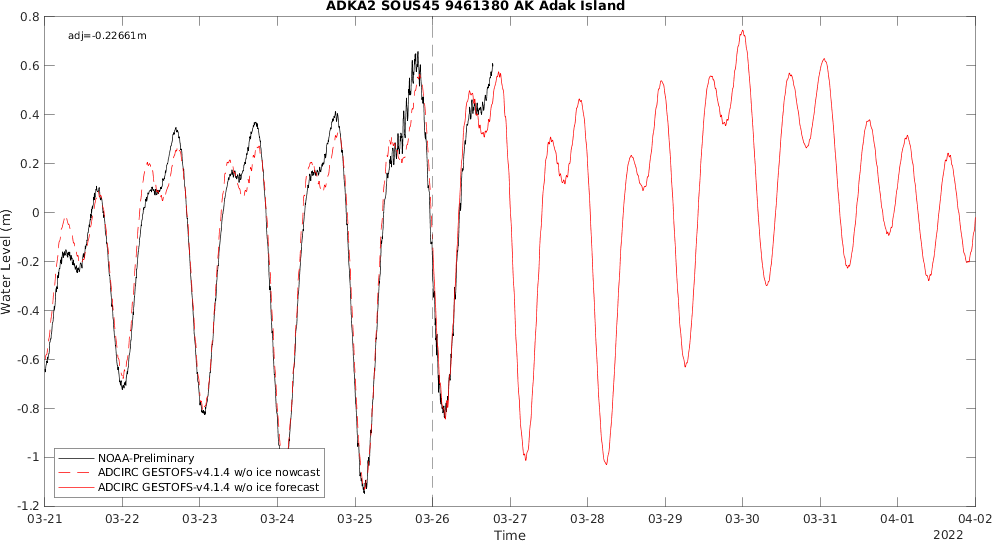 ADKA2 SOUS45 9461380 AK Adak Island
adj=-0.22661m
0.8
0.6
0.4
0.2
0
-0.2
-0.4
-0.6
-0.8
-1
-1.2
Water Level (m)
NOAA-Preliminary
ADCIRC GESTOFS-v4.1.4 w/o ice nowcast
ADCIRC GESTOFS-v4.1.4 w/o ice forecast
03-21 03-22 03-23 03-24 03-25 03-26 03-27 03-28 03-29 03-30 03-31 04-01 04-02
Time
2022